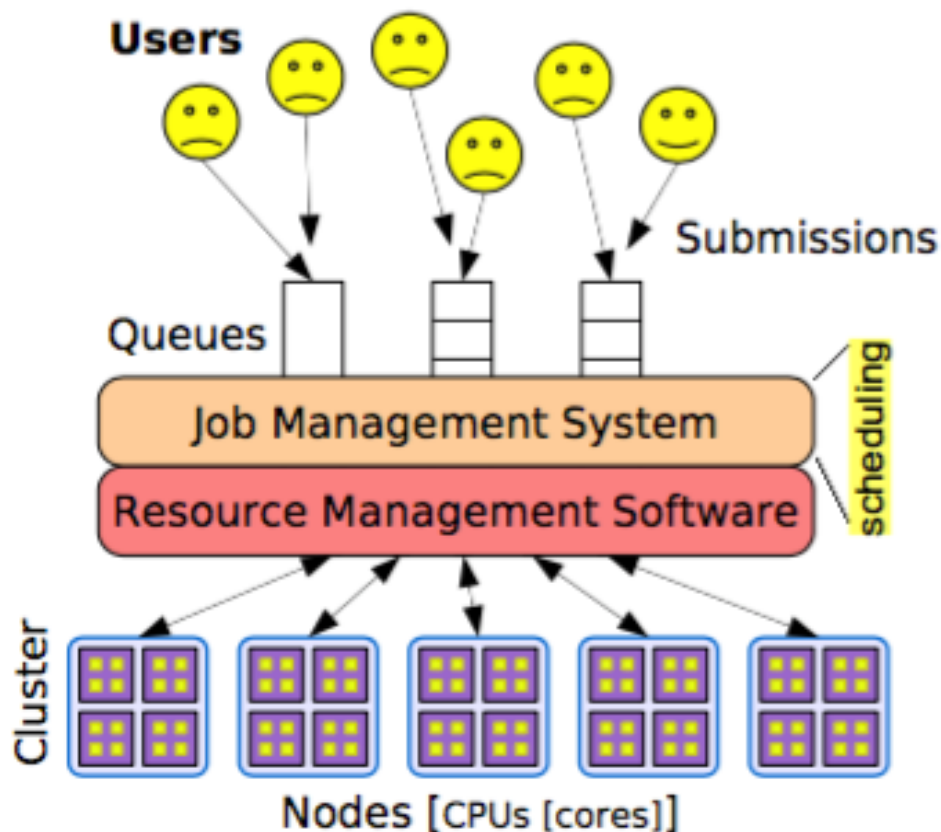 Users
Submissions
Queues
Job Management System
scheduling
Resource Management Software
Cluster
Nodes [CPUs [cores]]